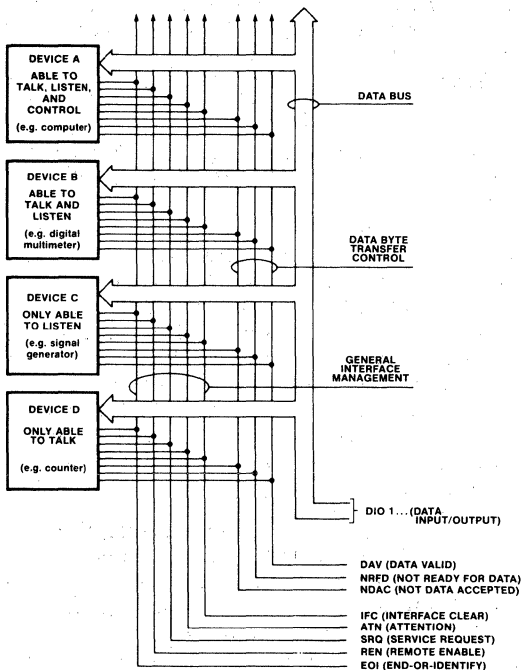 DEVICE A
ABLE TO
TALK, LISTEN,
AND
CONTROL
(e.g. computer)
DATA BUS
DEVICE B
ABLE TO
TALK AND
LISTEN
(e.g. digital
multimeter)
DATA BYTE
TRANSFER
CONTROL
DEVICE C
ONLY ABLE
TO LISTEN
(e.g. signal
generator)
GENERAL
INTERFACE
MANAGEMENT
DEVICE D
ONLY ABLE
TO TALK
(e.g. counter)
DIO 1...(DATA
INPUT/OUTPUT)
DAV (DATA VALID)
NRFD (NOT READY FOR DATA)
NDAC (NOT DATA ACCEPTED)
IFC (INTERFACE CLEAR)
ATN (ATTENTION)
SRQ (SERVICE REQUEST)
REN (REMOTE ENABLE)
EOI (END-OR-IDENTIFY)